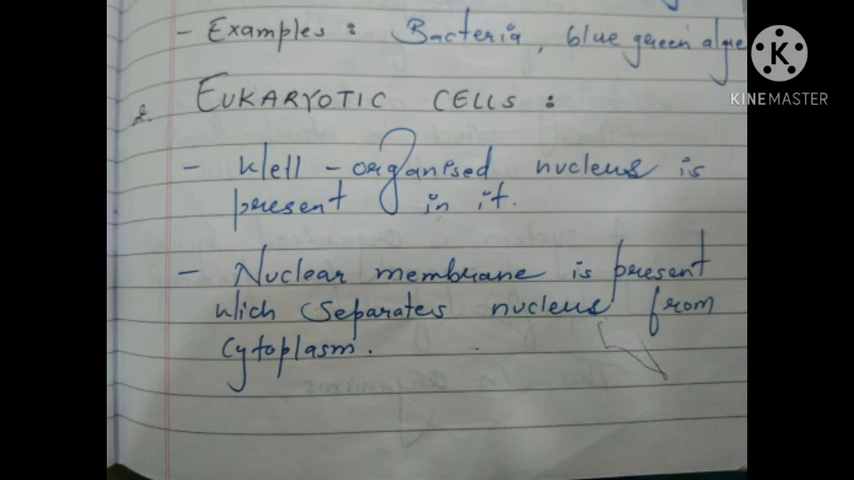 - Examples : Bacteria, blue green algae
K
KINEMASTER
2. EUKARYOTIC CELLS :
- Well-organised nucleus is
present in it.
- Nuclear membrane is present
which separates nucleus from
cytoplasm.